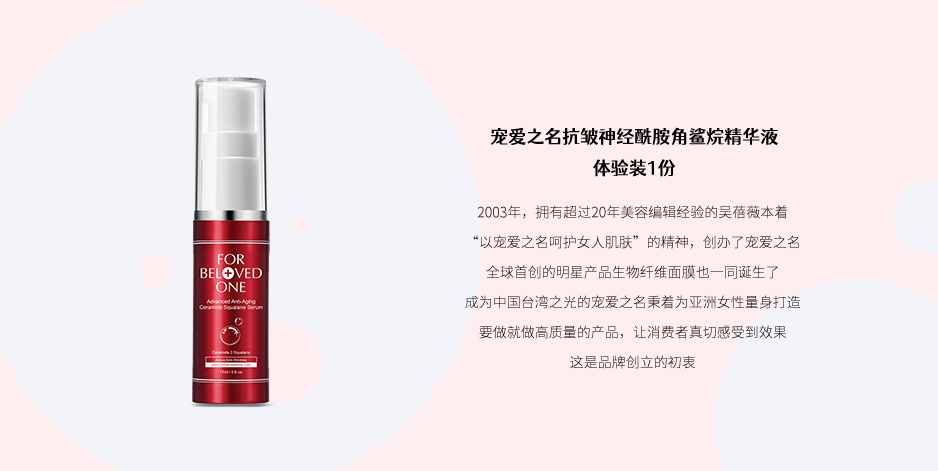 FOR
BELOVED
ONE
Advanced Anti-Aging
Ceramide Squalane Serum
Ceramide 2 Squalane
宠爱之名抗皱神经酰胺角鲨烷精华液
体验装1份
2003年，拥有超过20年美容编辑经验的吴蓓薇本着
“以宠爱之名呵护女人肌肤”的精神，创办了宠爱之名
全球首创的明星产品生物纤维面膜也一同诞生了
成为中国台湾之光的宠爱之名秉着为亚洲女性量身打造
要做就做高质量的产品，让消费者真切感受到效果
这是品牌创立的初衷